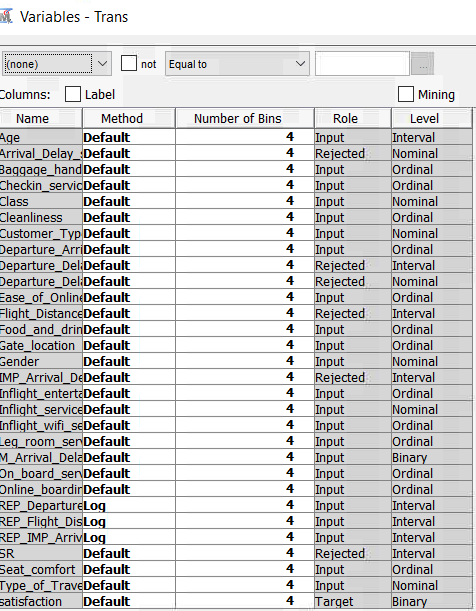 Variables - Trans
(none) not Equal to ...
Columns: Label Mining
Name Method Number of Bins Role Level
Age Default 4 Input Interval
Arrival_Delay_s Default 4 Rejected Nominal
Baggage_hand Default 4 Input Ordinal
Checkin_servic Default 4 Input Ordinal
Class Default 4 Input Nominal
Cleanliness Default 4 Input Ordinal
Customer_Typ Default 4 Input Nominal
Departure_Arri Default 4 Input Ordinal
Departure_Dela Default 4 Rejected Interval
Departure_Dela Default 4 Rejected Nominal
Ease_of_Online Default 4 Input Ordinal
Flight_Distance Default 4 Rejected Interval
Food_and_drin Default 4 Input Ordinal
Gate_location Default 4 Input Ordinal
Gender Default 4 Input Nominal
IMP_Arrival_De Default 4 Rejected Interval
Inflight_enterta Default 4 Input Ordinal
Inflight_service Default 4 Input Nominal
Inflight_wifi_se Default 4 Input Ordinal
Leg_room_serv Default 4 Input Ordinal
M_Arrival_Dela Default 4 Input Binary
On_board_serv Default 4 Input Ordinal
Online_boardin Default 4 Input Ordinal
REP_Departure Log 4 Input Interval
REP_Flight_Dis Log 4 Input Interval
REP_IMP_Arriv Log 4 Input Interval
SR Default 4 Rejected Interval
Seat_comfort Default 4 Input Ordinal
Type_of_Trave Default 4 Input Nominal
satisfaction Default 4 Target Binary